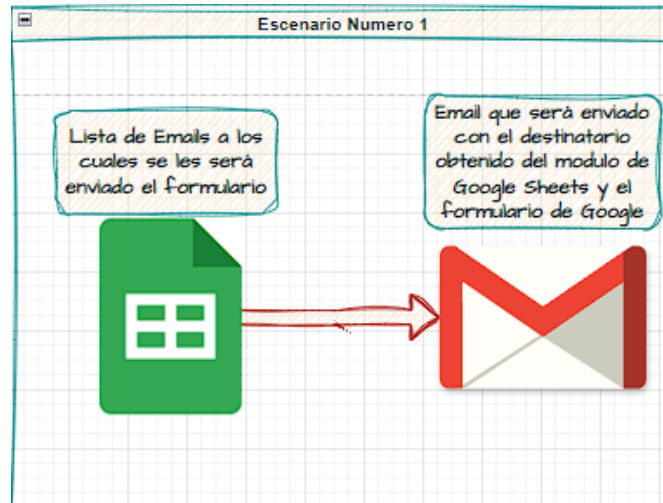 Escenario Numero 1
Lista de Emails a los
cuales se les será
enviado el formulario
Email que será enviado
con el destinatario
obtenido del modulo de
Google Sheets y el
formulario de Google